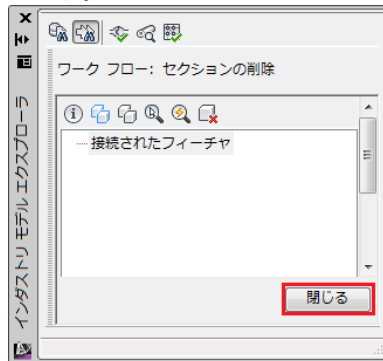 ワーク フロー: セクションの削除
接続されたフィーチャ
閉じる
インダストリ モデル エクスプローラ